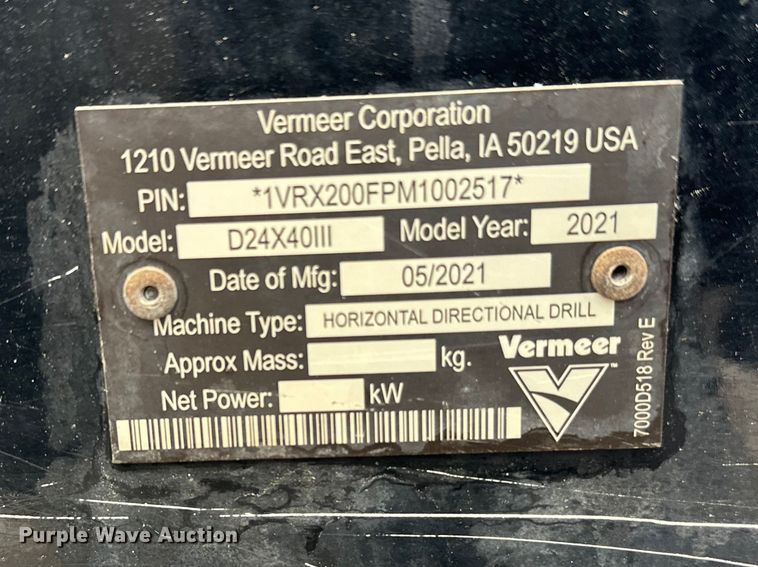 Vermeer Corporation
1210 Vermeer Road East, Pella, IA 50219 USA
PIN: *1VRX200FPM1002517*
Model: D24X40III Model Year: 2021
Date of Mfg: 05/2021
Machine Type: HORIZONTAL DIRECTIONAL DRILL
Approx Mass: kg.
Net Power: kW
Vermeer
TM
7000D518 Rev E
Purple Wave Auction